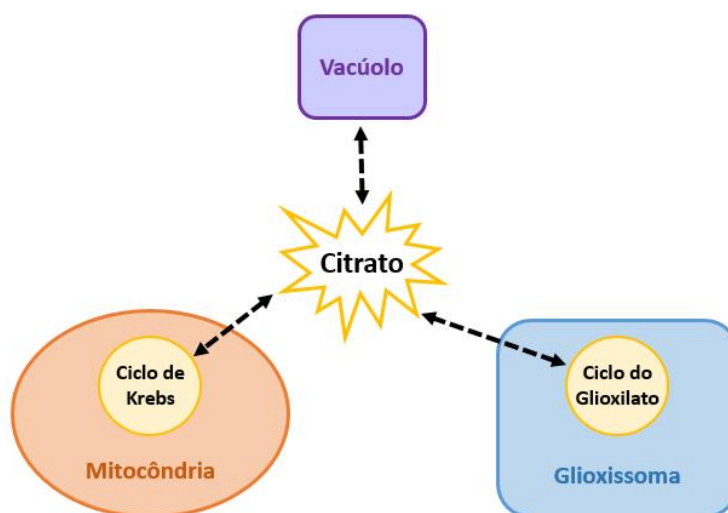 Vacúolo
Citrato
Ciclo de
Krebs
Mitocôndria
Ciclo do
Glioxilato
Glioxissoma